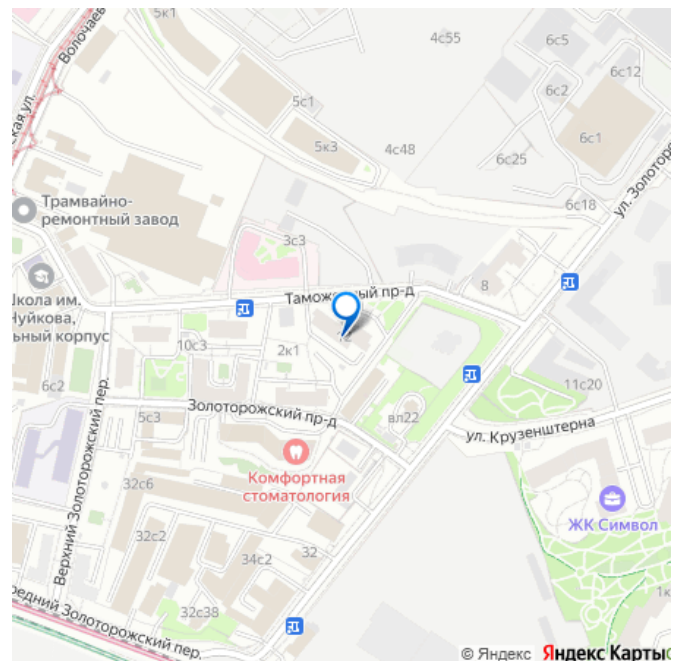 5к1
4с55
6с5
6с12
Волочаев
ская ул.
5с1
6с2
6с1
5к3
4с48
6с25
6с18
ул. Золоторо
Трамвайно-
ремонтный завод
3с3
8
Школа им.
Чуйкова,
льный корпус
Таможенный пр-д
10с3
2к1
6с2
11с20
5с3
Золоторожский пр-д
вл22
ул. Крузенштерна
Верхний Золоторожский пер.
Комфортная
стоматология
32с6
ЖК Символ
32с2
34с2
32
1к
32с38
редний Золоторожский пер.
© Яндекс Яндекс Карты